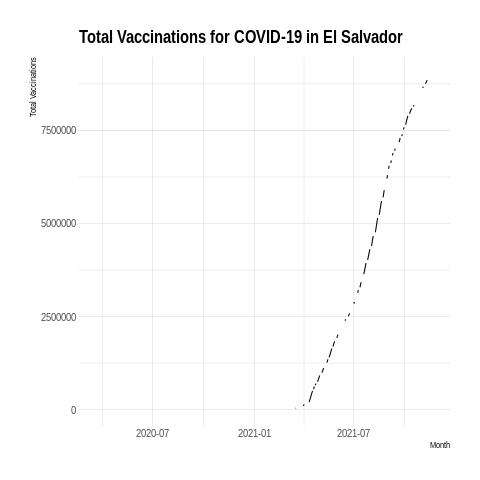 Total Vaccinations for COVID-19 in El Salvador
Total Vaccinations
7500000
5000000
2500000
0
2020-07 2021-01 2021-07
Month